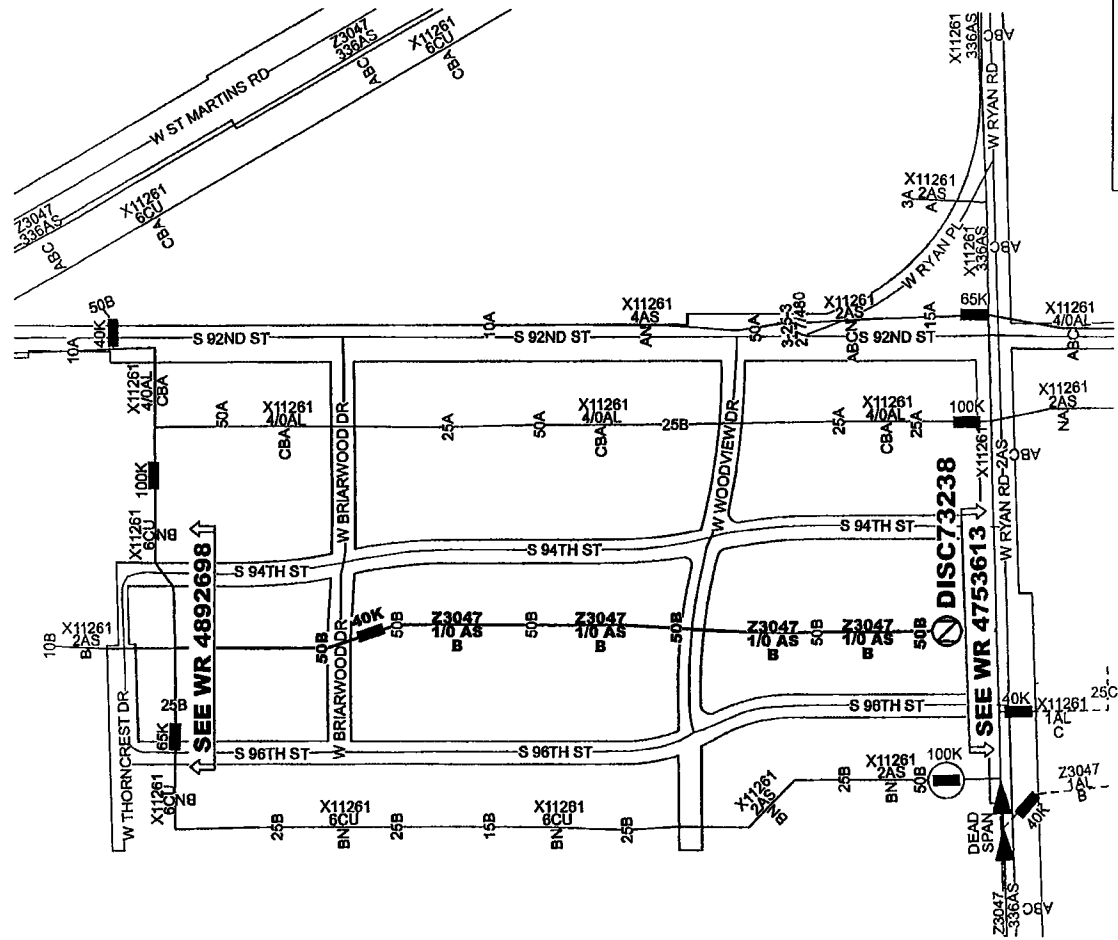 Z3047
336AS
ABC
X11261
6CU
CBA
X11261
336AS
ABC
W ST MARTINS RD
W RYAN RD
X11261
6CU
CBA
Z3047
336AS
ABC
X11261
2AS
3A
A
W RYAN PL
X11261
336AS
ABC
50B
40K
10A
S 92ND ST
10A
X11261
4AS
AN
S 92ND ST
50A
3-25-3
277/480
X11261
2AS
ABCN
S 92ND ST
15A
65K
X11261
4/0AL
ABC
X11261
4/0AL
CBA
50A
X11261
4/0AL
CBA
W BRIARWOOD DR
25A
50A
X11261
4/0AL
CBA
25B
W WOODVIEW DR
25A
X11261
4/0AL
CBA
25A
100K
X11261
2AS
NA
X11261
ABC
100K
X11261
6CU
BN
S 94TH ST
S 94TH ST
S 94TH ST
DISC73238
W RYAN RD
2AS
SEE WR 4892698
SEE WR 4753613
10B
X11261
2AS
B
50B
40K
50B
Z3047
1/0 AS
B
50B
Z3047
1/0 AS
B
50B
Z3047
1/0 AS
B
50B
Z3047
1/0 AS
B
50B
W BRIARWOOD DR
W THORNCREST DR
25B
65K
X11261
6CU
BN
S 96TH ST
S 96TH ST
S 96TH ST
40K
X11261
1AL
C
25C
25B
X11261
6CU
BN
25B
15B
X11261
6CU
BN
25B
X11261
2AS
BN
25B
X11261
2AS
BN
50B
100K
Z3047
1AL
B
40K
DEAD
SPAN
Z3047
336AS
ABC